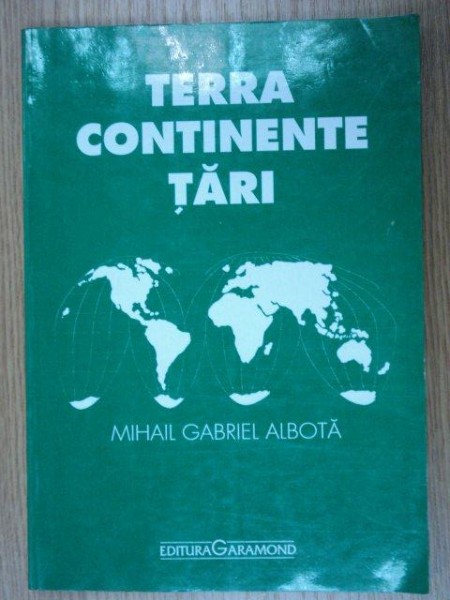 TERRA
CONTINENTE
ȚĂRI
MIHAIL GABRIEL ALBOTĂ
EDITURA GARAMOND